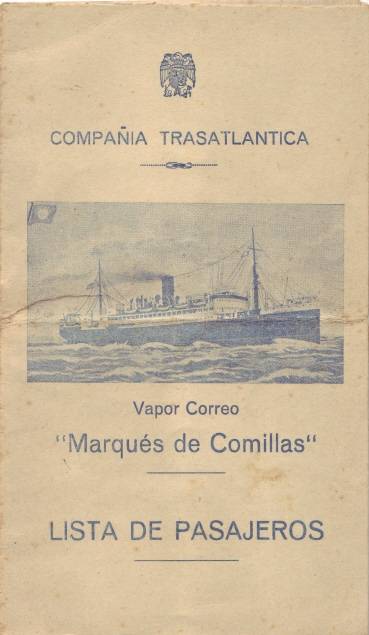 COMPAÑIA TRASATLANTICA
Vapor Correo
"Marqués de Comillas"
LISTA DE PASAJEROS